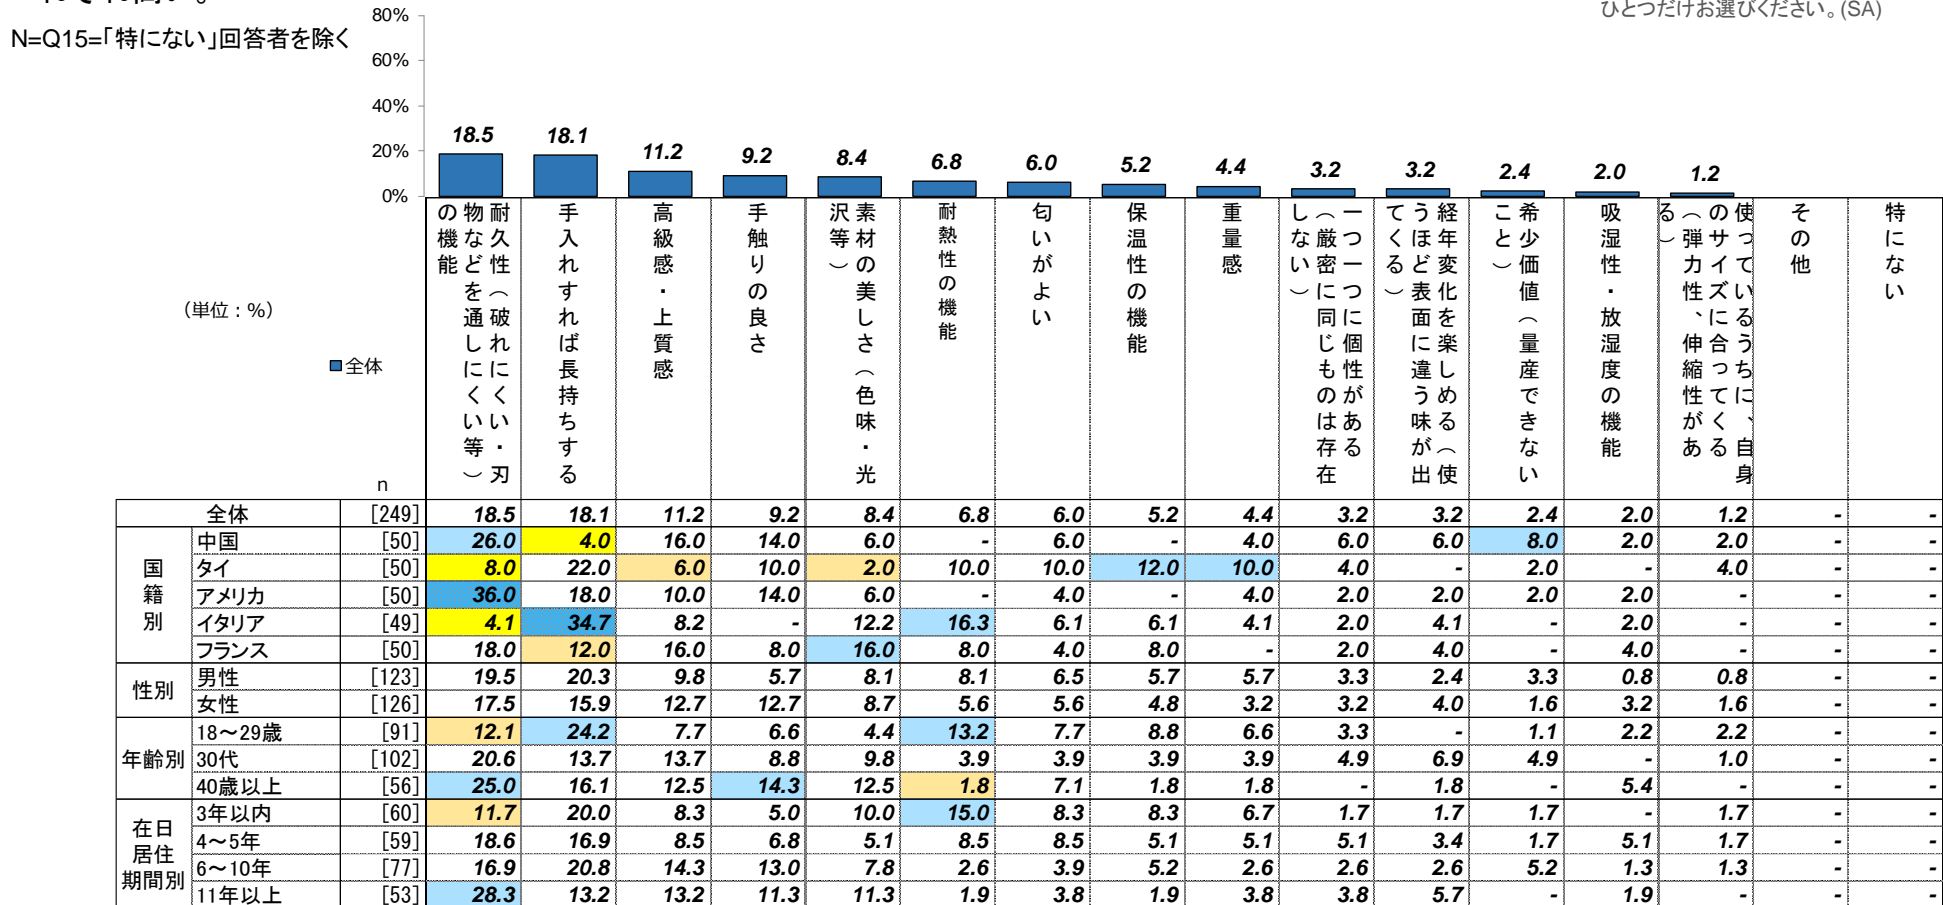 N=Q15=「特にない」回答者を除く
ひとつだけお選びください。(SA)
80%
60%
40%
20%
0%
18.5 18.1 11.2 9.2 8.4 6.8 6.0 5.2 4.4 3.2 3.2 2.4 2.0 1.2
(単位:%)
■全体
n
耐久性(破れにくい・刃
物などを通しにくい等)
の機能
手入れすれば長持ちする
高級感・上質感
手触りの良さ
素材の美しさ(色味・光
沢等)
耐熱性の機能
匂いがよい
保温性の機能
重量感
一つ一つに個性がある
(厳密に同じものは存在
しない)
経年変化を楽しめる(使
うほど表面に違う味が出
てくる)
希少価値(量産できない
こと)
吸湿性・放湿度の機能
使っているうちに、自身
のサイズに合ってくる
(弾力性、伸縮性があ
る)
その他
特にない
全体 [249] 18.5 18.1 11.2 9.2 8.4 6.8 6.0 5.2 4.4 3.2 3.2 2.4 2.0 1.2 - -
国籍別
中国 [50] 26.0 4.0 16.0 14.0 6.0 - 6.0 - 4.0 6.0 6.0 8.0 2.0 2.0 - -
タイ [50] 8.0 22.0 6.0 10.0 2.0 10.0 10.0 12.0 10.0 4.0 - 2.0 - 4.0 - -
アメリカ [50] 36.0 18.0 10.0 14.0 6.0 - 4.0 - 4.0 2.0 2.0 2.0 2.0 - - -
イタリア [49] 4.1 34.7 8.2 - 12.2 16.3 6.1 6.1 4.1 2.0 4.1 - 2.0 - - -
フランス [50] 18.0 12.0 16.0 8.0 16.0 8.0 4.0 8.0 - 2.0 4.0 - 4.0 - - -
性別
男性 [123] 19.5 20.3 9.8 5.7 8.1 8.1 6.5 5.7 5.7 3.3 2.4 3.3 0.8 0.8 - -
女性 [126] 17.5 15.9 12.7 12.7 8.7 5.6 5.6 4.8 3.2 3.2 4.0 1.6 3.2 1.6 - -
年齢別
18~29歳 [91] 12.1 24.2 7.7 6.6 4.4 13.2 7.7 8.8 6.6 3.3 - 1.1 2.2 2.2 - -
30代 [102] 20.6 13.7 13.7 8.8 9.8 3.9 3.9 3.9 3.9 4.9 6.9 4.9 - 1.0 - -
40歳以上 [56] 25.0 16.1 12.5 14.3 12.5 1.8 7.1 1.8 1.8 - 1.8 - 5.4 - - -
在日
居住
期間別
3年以内 [60] 11.7 20.0 8.3 5.0 10.0 15.0 8.3 8.3 6.7 1.7 1.7 1.7 - 1.7 - -
4~5年 [59] 18.6 16.9 8.5 6.8 5.1 8.5 8.5 5.1 5.1 5.1 3.4 1.7 5.1 1.7 - -
6~10年 [77] 16.9 20.8 14.3 13.0 7.8 2.6 3.9 5.2 2.6 2.6 2.6 5.2 1.3 1.3 - -
11年以上 [53] 28.3 13.2 13.2 11.3 11.3 1.9 3.8 1.9 3.8 3.8 5.7 - 1.9 - - -